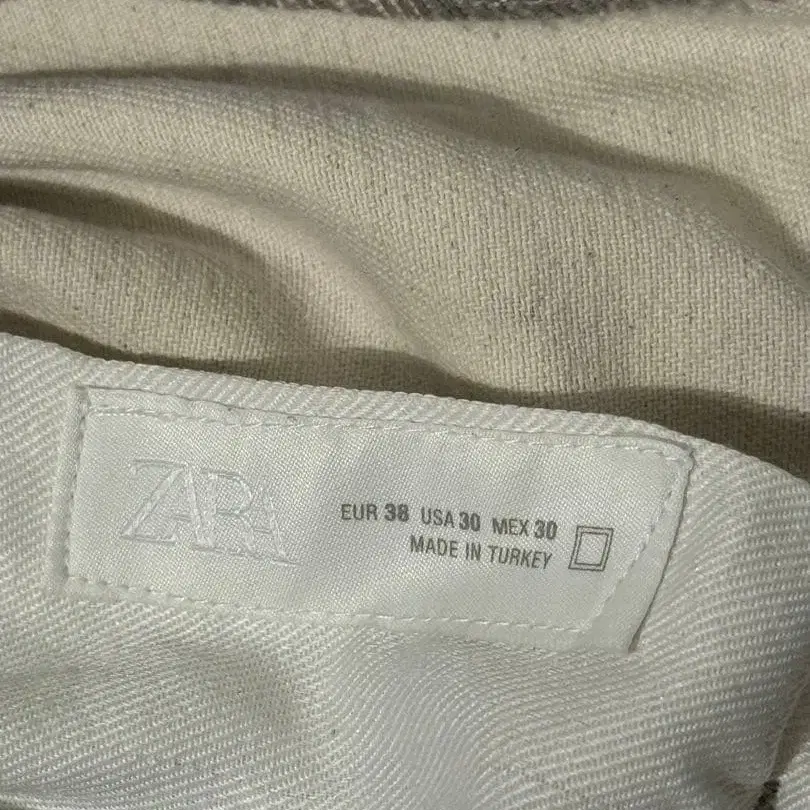 ZARA
EUR 38 USA 30 MEX 30
MADE IN TURKEY